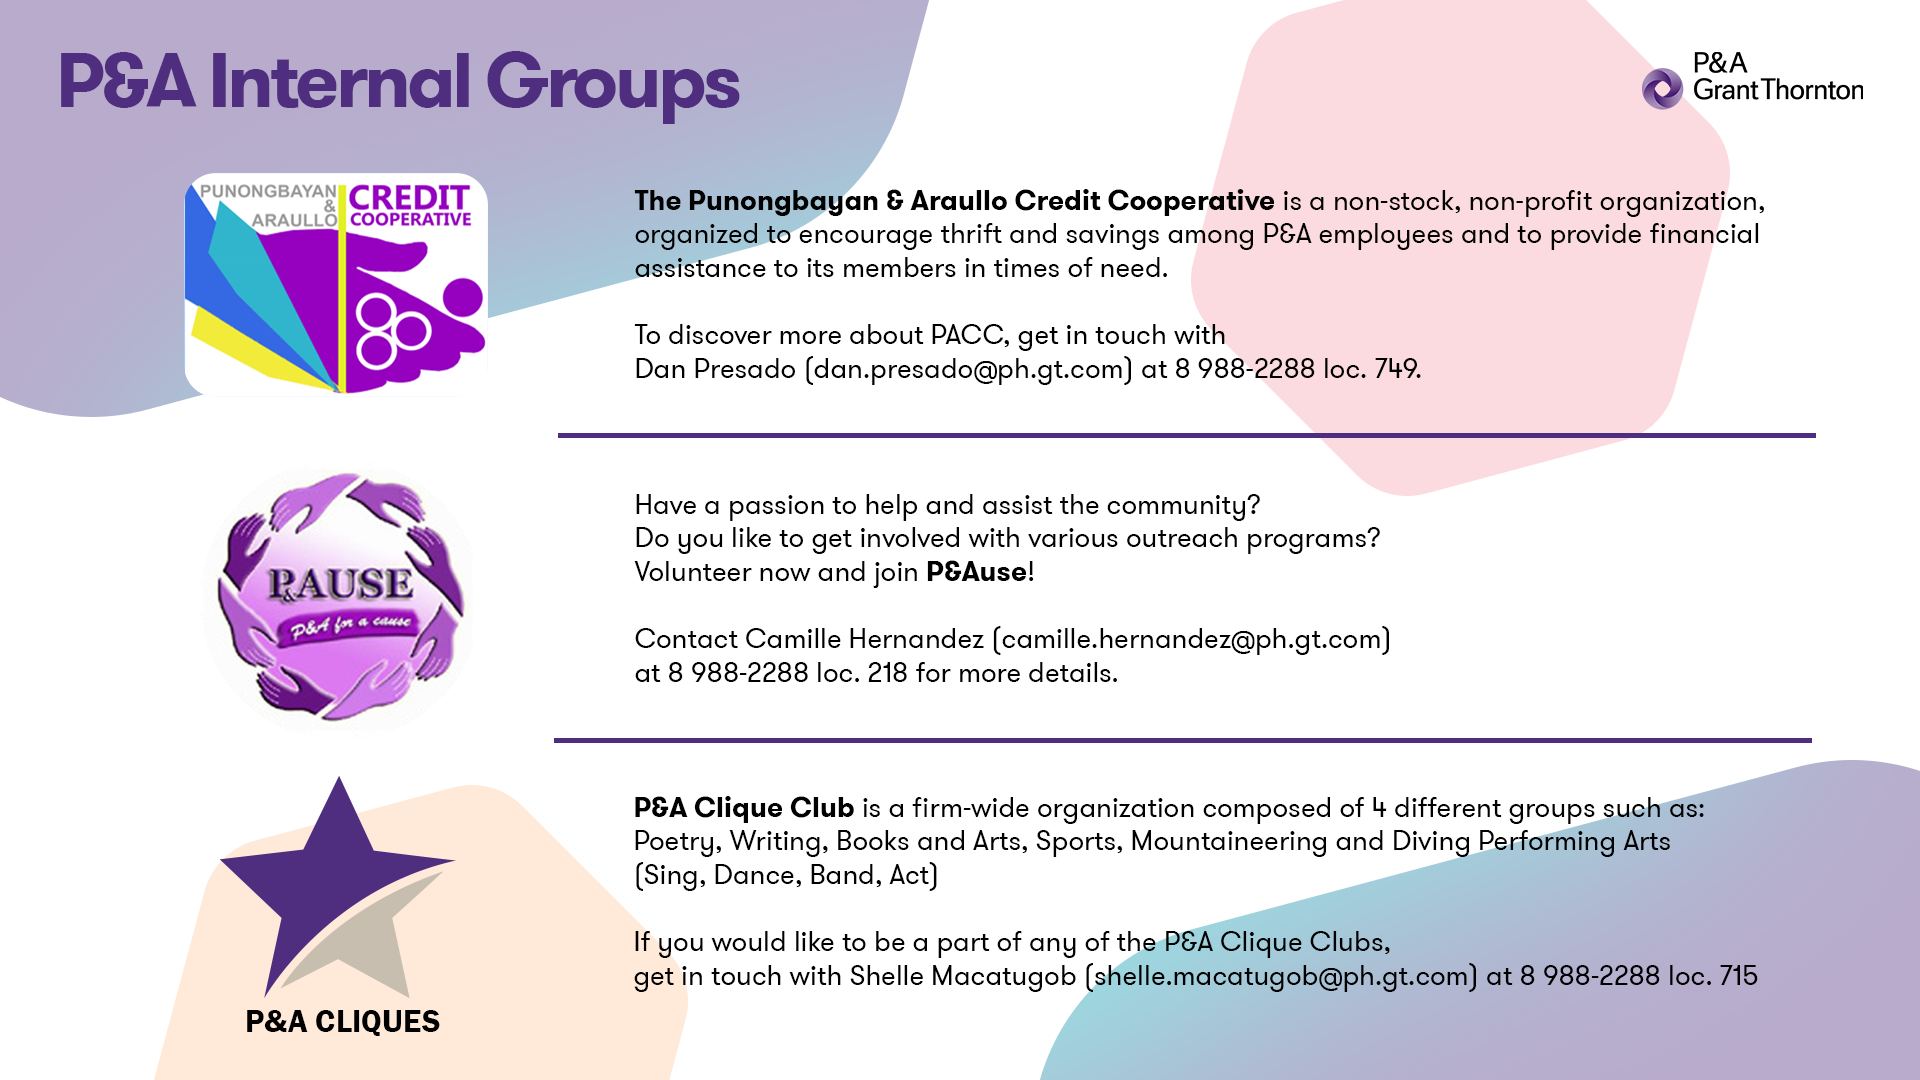 P&A Internal Groups
P&A
Grant Thornton
PUNONGBAYAN
&
ARAULLO
CREDIT
COOPERATIVE
The Punongbayan & Araullo Credit Cooperative is a non-stock, non-profit organization,
organized to encourage thrift and savings among P&A employees and to provide financial
assistance to its members in times of need.
To discover more about PACC, get in touch with
Dan Presado (dan.presado@ph.gt.com) at 8 988-2288 loc. 749.
P&AUSE
P&A for a cause
Have a passion to help and assist the community?
Do you like to get involved with various outreach programs?
Volunteer now and join P&Ause!
Contact Camille Hernandez (camille.hernandez@ph.gt.com)
at 8 988-2288 loc. 218 for more details.
P&A CLIQUES
P&A Clique Club is a firm-wide organization composed of 4 different groups such as:
Poetry, Writing, Books and Arts, Sports, Mountaineering and Diving Performing Arts
(Sing, Dance, Band, Act)
If you would like to be a part of any of the P&A Clique Clubs,
get in touch with Shelle Macatugob (shelle.macatugob@ph.gt.com) at 8 988-2288 loc. 715